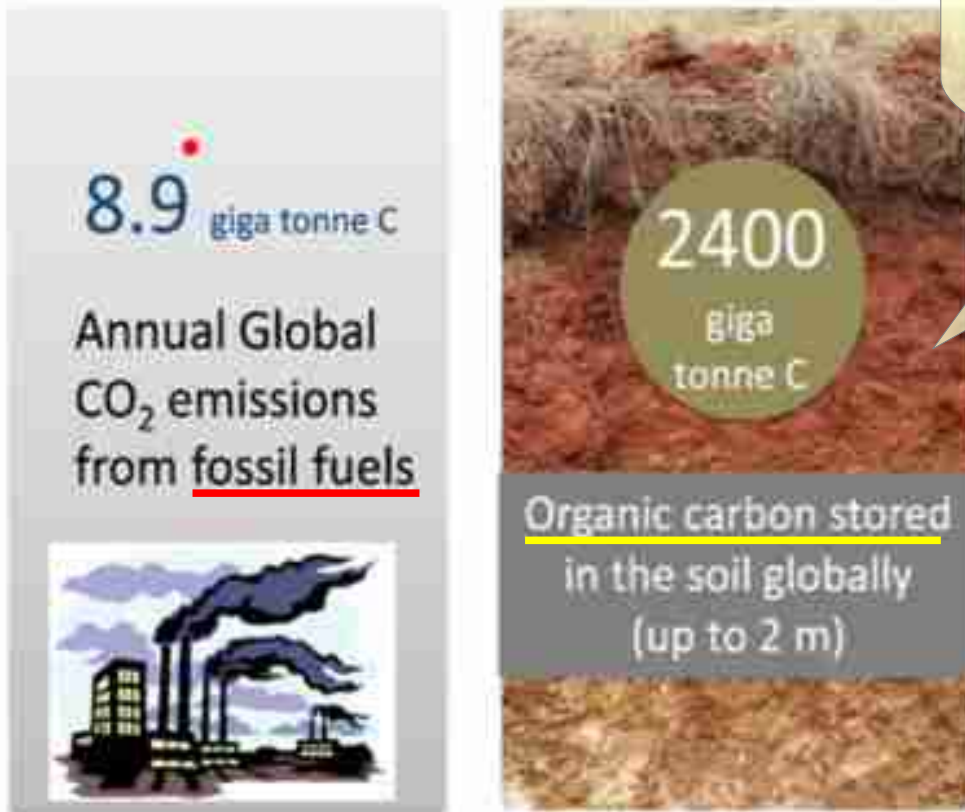 8.9 giga tonne C
Annual Global
CO₂ emissions
from fossil fuels
2400
giga
tonne C
Organic carbon stored
in the soil globally
(up to 2 m)